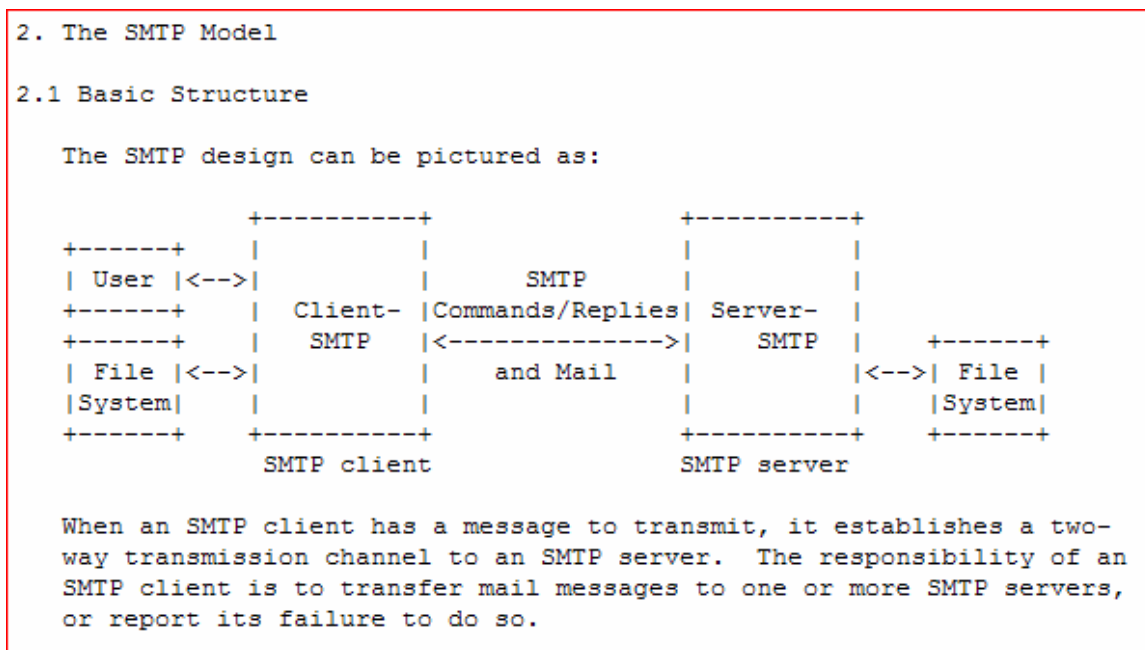 2. The SMTP Model
2.1 Basic Structure
   The SMTP design can be pictured as:
               +----------+                +----------+
   +------+    |          |                |          |
   | User |<-->|          |      SMTP      |          |
   +------+    |  Client- |Commands/Replies| Server-  |
   +------+    |   SMTP   |<-------------->|    SMTP  |    +------+
   | File |<-->|          |    and Mail    |          |<-->| File |
   |System|    |          |                |          |    |System|
   +------+    +----------+                +----------+    +------+
                SMTP client                SMTP server
   When an SMTP client has a message to transmit, it establishes a two-
   way transmission channel to an SMTP server.  The responsibility of an
   SMTP client is to transfer mail messages to one or more SMTP servers,
   or report its failure to do so.